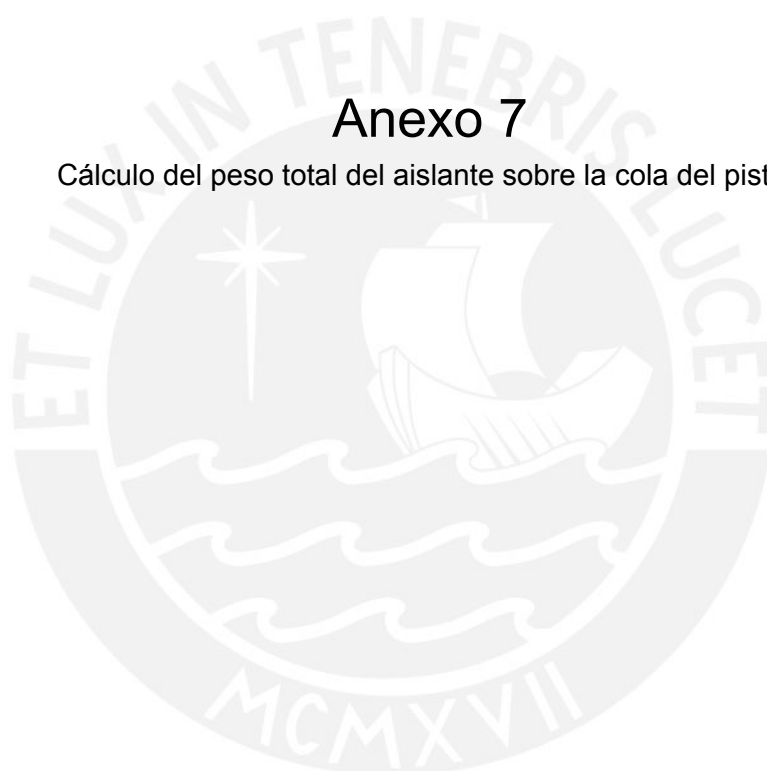 Anexo 7
Cálculo del peso total del aislante sobre la cola del pist
ET LUX IN TENEBRIS LUCET
MCMXVII